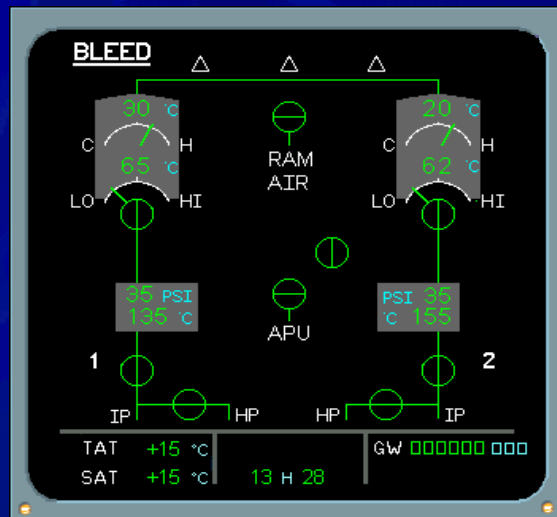 BLEED
30 °C 20 °C
C H C H
65 °C 62 °C
RAM
AIR
LO HI LO HI
35 PSI PSI 35
135 °C °C 155
APU
1 2
IP HP HP IP
TAT +15 °C GW
SAT +15 °C 13 H 28